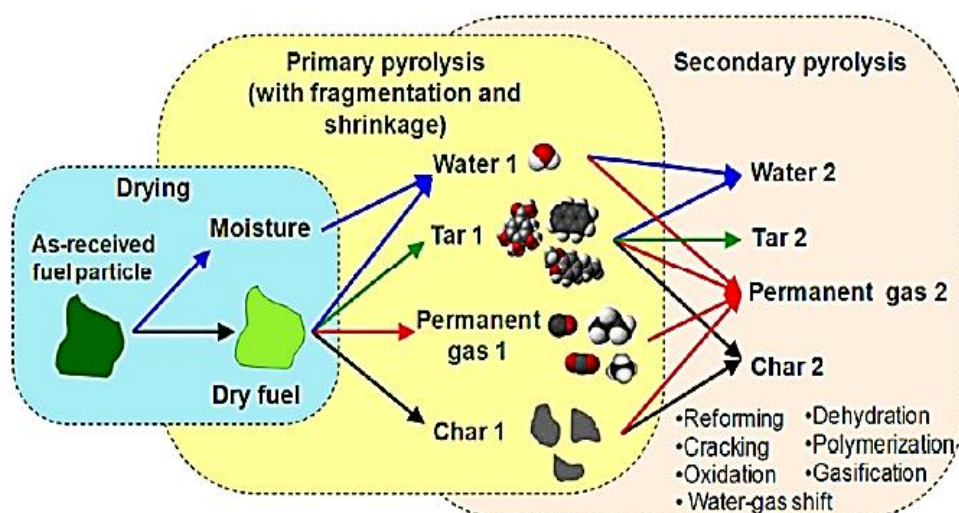 Primary pyrolysis
(with fragmentation and
shrinkage)
Secondary pyrolysis
Drying
As-received
fuel particle
Moisture
Dry fuel
Water 1
Tar 1
Permanent
gas 1
Char 1
Water 2
Tar 2
Permanent gas 2
Char 2
•Reforming
•Cracking
•Oxidation
•Water-gas shift
•Dehydration
•Polymerization
•Gasification